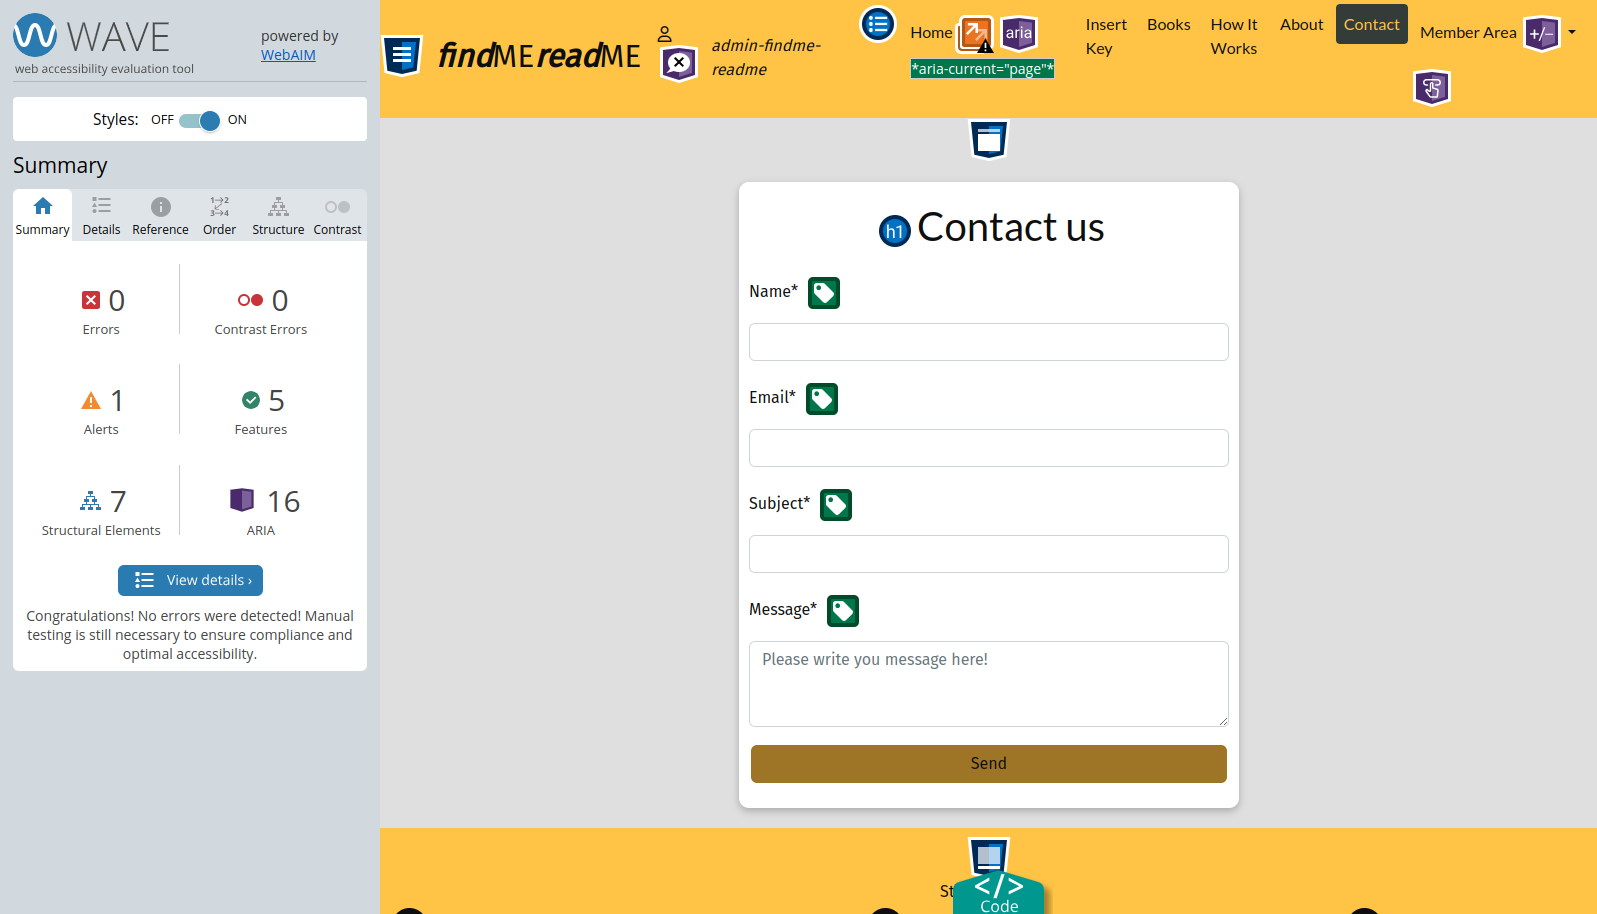 WAVE
powered by
WebAIM
web accessibility evaluation tool
Styles: OFF ON
Summary
1 2
3 4
Summary Details Reference Order Structure Contrast
0 0
Errors Contrast Errors
1 5
Alerts Features
7 16
Structural Elements ARIA
View details ›
Congratulations! No errors were detected! Manual
testing is still necessary to ensure compliance and
optimal accessibility.
findMEreadME
admin-findme-
readme
Home aria
*aria-current="page"*
Insert
Key
Books
How It
Works
About
Contact
Member Area +/-
h1 Contact us
Name*
Email*
Subject*
Message*
Please write you message here!
Send
St
</>
Code